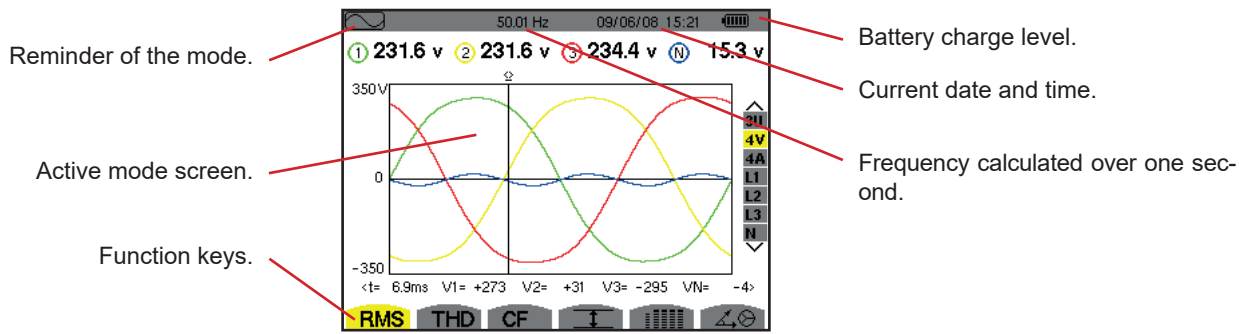 50.01 Hz 09/06/08 15:21
1 231.6 v 2 231.6 v 3 234.4 v N 15.3 v
350V
0
-350
3U
4V
4A
L1
L2
L3
N
<t= 6.9ms V1= +273 V2= +31 V3= -295 VN= -4>
RMS THD CF
Reminder of the mode.
Active mode screen.
Function keys.
Battery charge level.
Current date and time.
Frequency calculated over one sec-
ond.